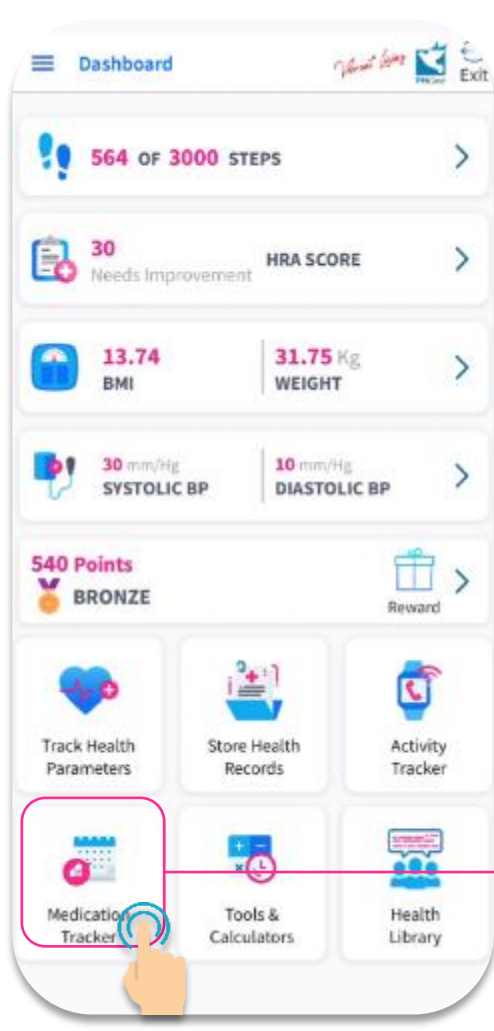 Dashboard
Vibrant living
Exit
564 OF 3000 STEPS
30
Needs Improvement
HRA SCORE
13.74
BMI
31.75 Kg
WEIGHT
30 mm/Hg
SYSTOLIC BP
10 mm/Hg
DIASTOLIC BP
540 Points
BRONZE
Reward
Track Health
Parameters
Store Health
Records
Activity
Tracker
Medication
Tracker
Tools &
Calculators
Health
Library